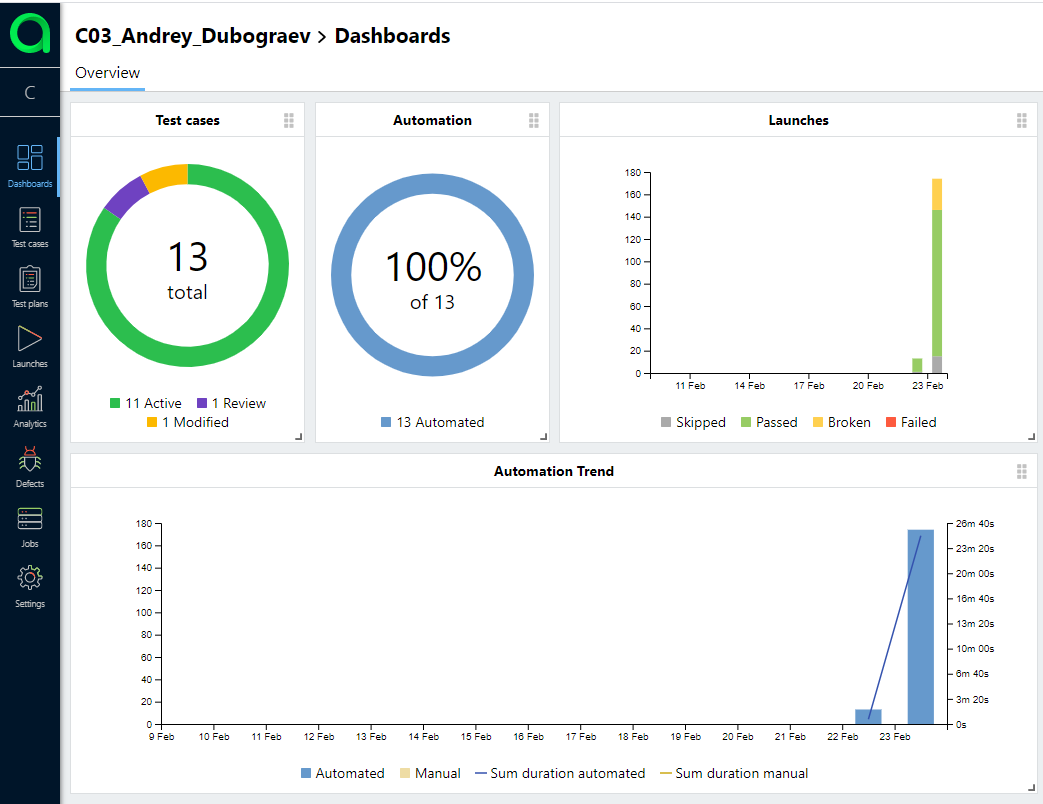 C03_Andrey_Dubograev > Dashboards
Overview
C
Dashboards
Test cases
Test plans
Launches
Analytics
Defects
Jobs
Settings
Test cases
13
total
11 Active 1 Review
1 Modified
Automation
100%
of 13
13 Automated
Launches
180
160
140
120
100
80
60
40
20
0
11 Feb 14 Feb 17 Feb 20 Feb 23 Feb
Skipped Passed Broken Failed
Automation Trend
180
160
140
120
100
80
60
40
20
0
26m 40s
23m 20s
20m 00s
16m 40s
13m 20s
10m 00s
6m 40s
3m 20s
0s
9 Feb 10 Feb 11 Feb 12 Feb 13 Feb 14 Feb 15 Feb 16 Feb 17 Feb 18 Feb 19 Feb 20 Feb 21 Feb 22 Feb 23 Feb
Automated Manual Sum duration automated Sum duration manual